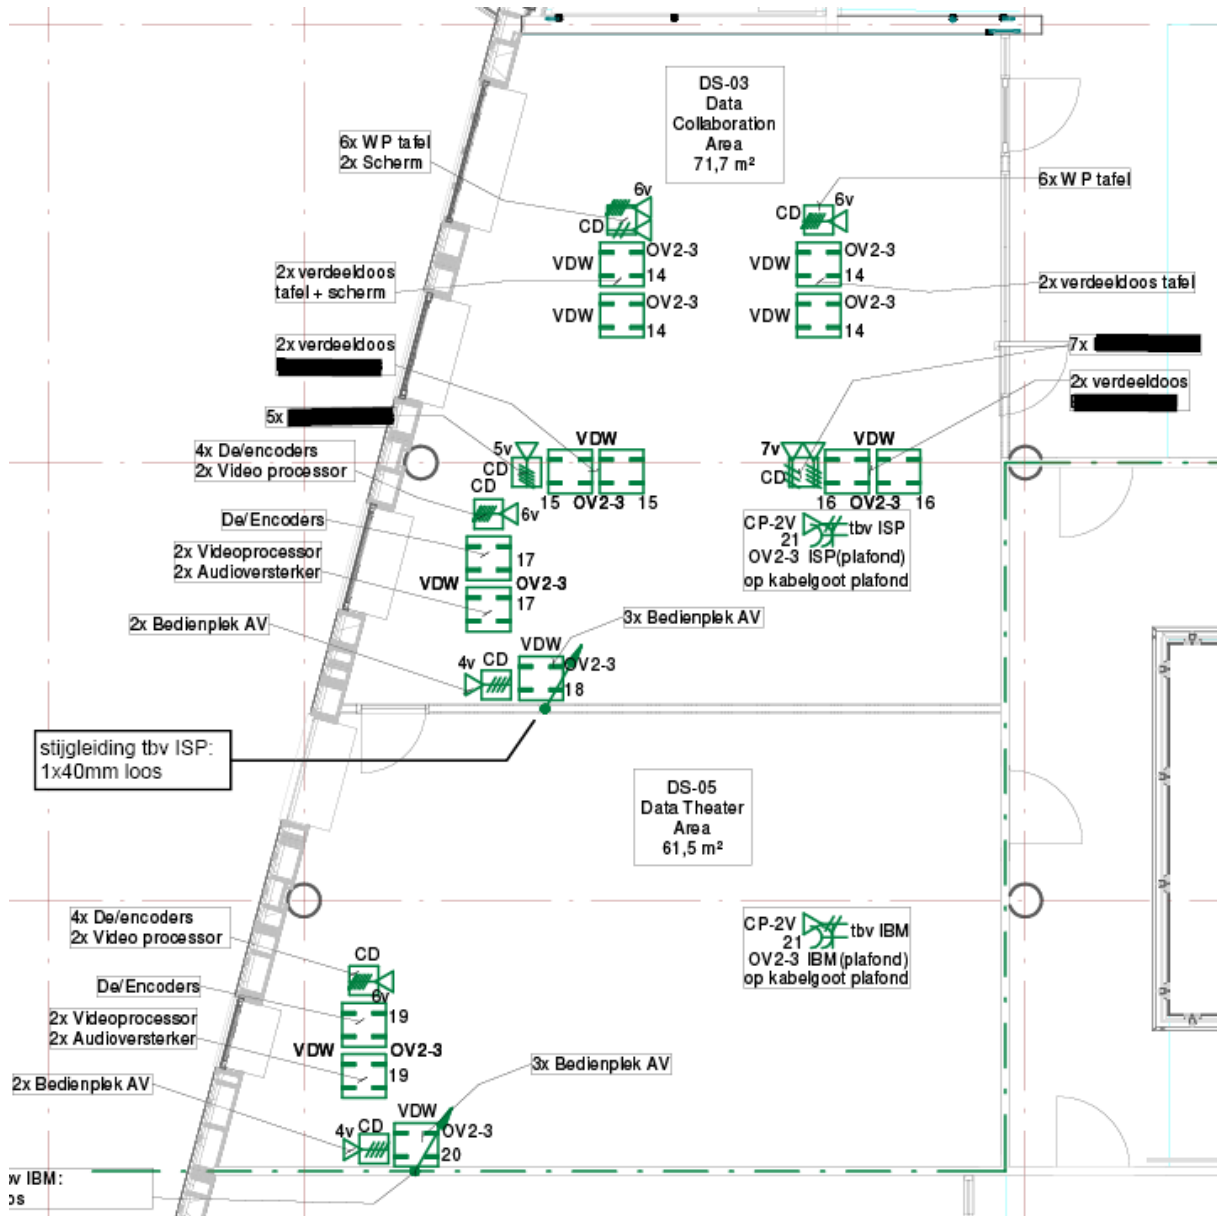 DS-03
Data
Collaboration
Area
71,7 m²
6x WP tafel
2x Scherm
6v
CD
6x WP tafel
6v
CD
2x verdeeldoos
tafel + scherm
VDW
OV2-3
14
VDW
OV2-3
14
2x verdeeldoos tafel
VDW
OV2-3
14
VDW
OV2-3
14
2x verdeeldoos
7x
2x verdeeldoos
5x
4x De/encoders
2x Video processor
5v
CD
VDW
15
OV2-3
15
7v
CD
VDW
16
OV2-3
16
CD
6v
De/Encoders
2x Videoprocessor
2x Audioversterker
17
VDW
OV2-3
17
CP-2V
21
tbv ISP
OV2-3 ISP(plafond)
op kabelgoot plafond
2x Bedienplek AV
3x Bedienplek AV
4v
CD
VDW
OV2-3
18
stijgleiding tbv ISP:
1x40mm loos
DS-05
Data Theater
Area
61,5 m²
4x De/encoders
2x Video processor
CD
6v
CP-2V
21
tbv IBM
OV2-3 IBM(plafond)
op kabelgoot plafond
De/Encoders
2x Videoprocessor
2x Audioversterker
19
VDW
OV2-3
19
2x Bedienplek AV
3x Bedienplek AV
4v
CD
VDW
OV2-3
20
IBM: